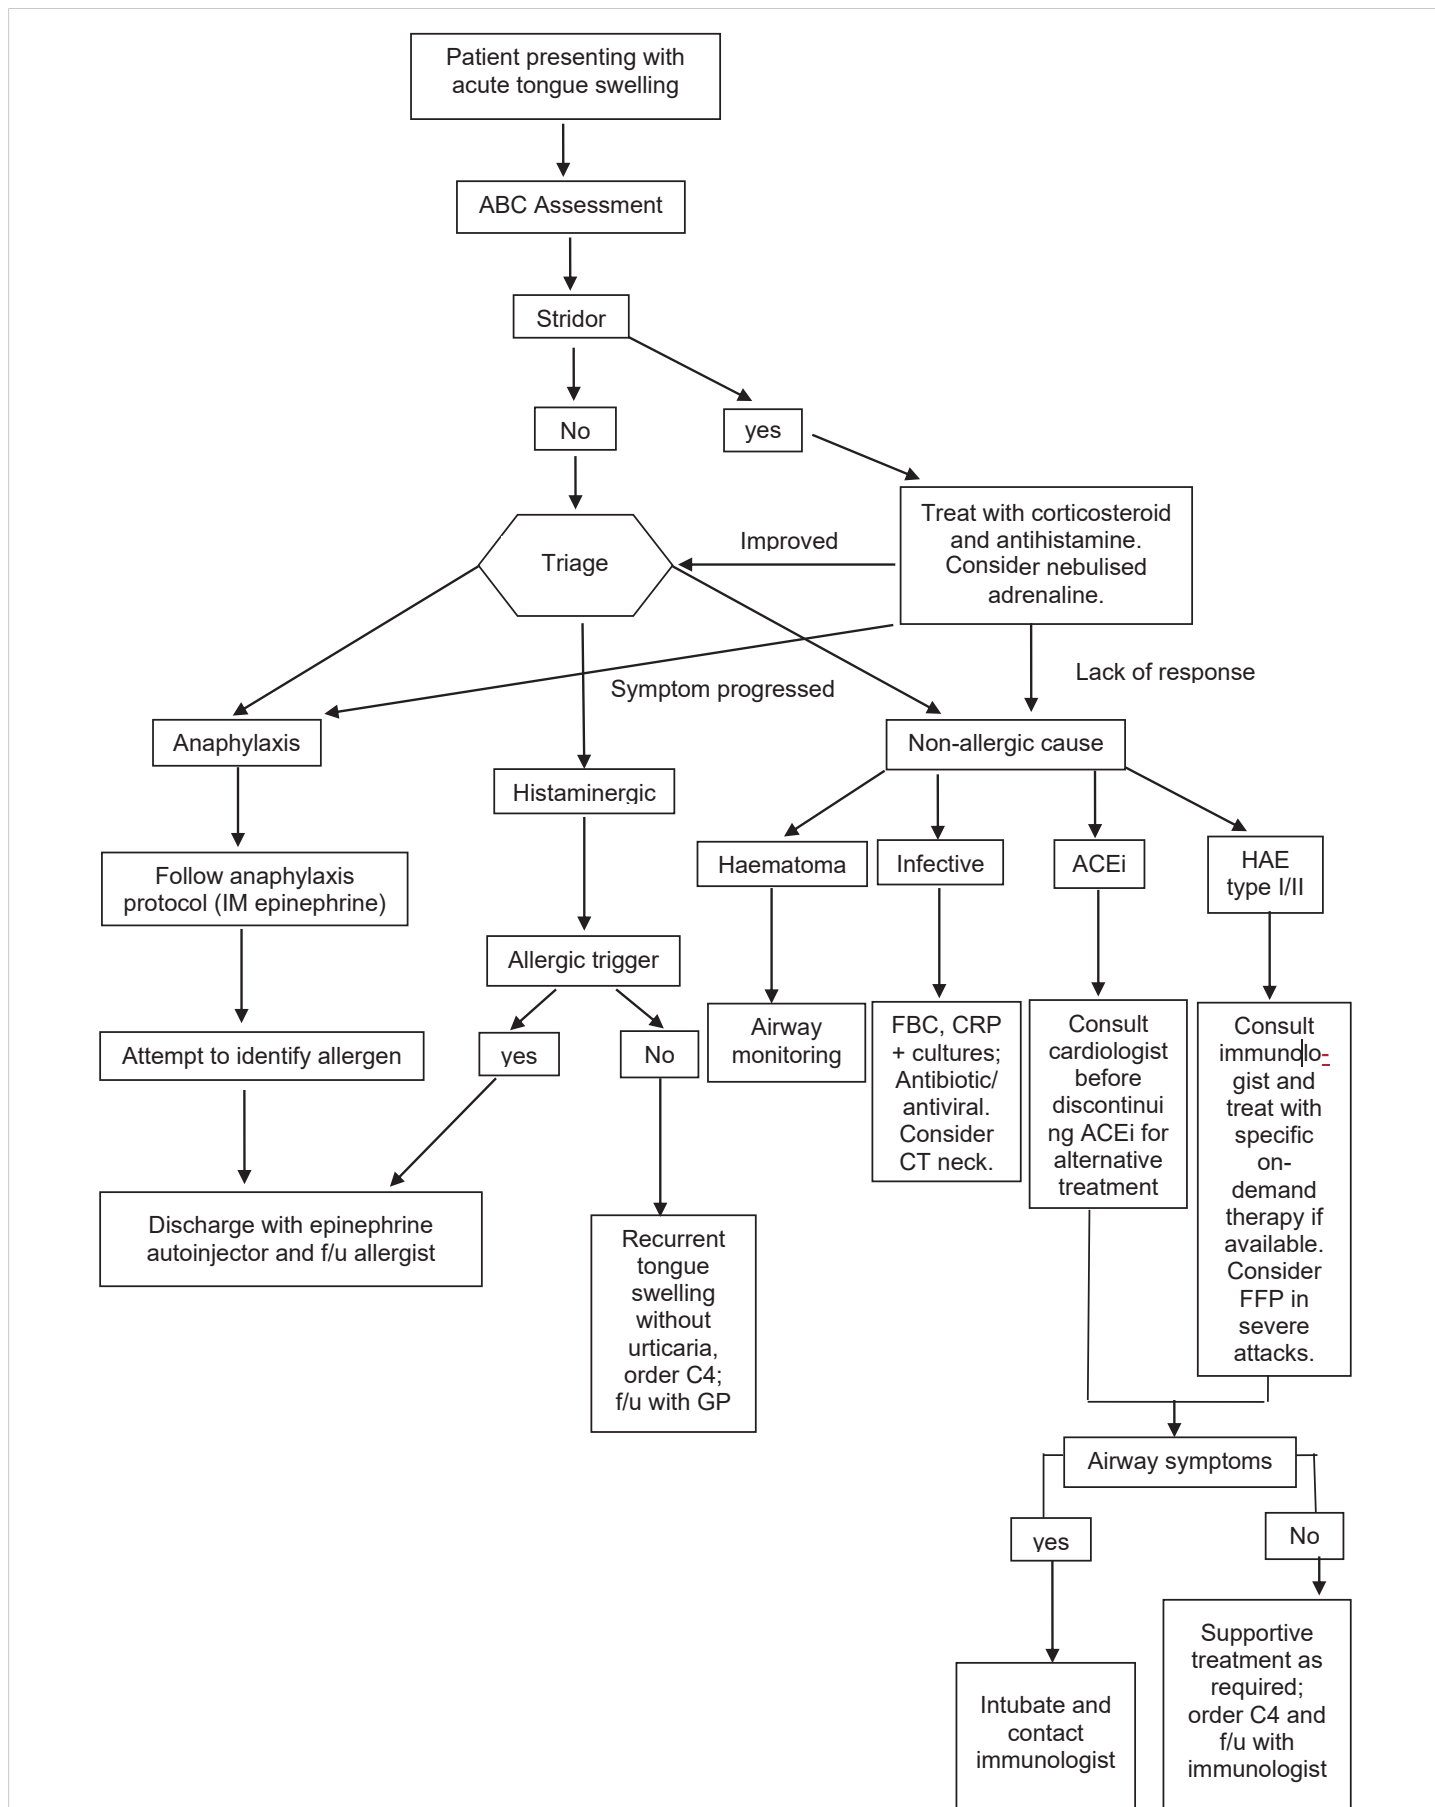 Patient presenting with
acute tongue swelling
ABC Assessment
Stridor
No
yes
Treat with corticosteroid
and antihistamine.
Consider nebulised
adrenaline.
Improved
Triage
Symptom progressed
Lack of response
Anaphylaxis
Non-allergic cause
Histaminergic
Haematoma
Infective
ACEi
HAE
type I/II
Follow anaphylaxis
protocol (IM epinephrine)
Allergic trigger
Attempt to identify allergen
yes
No
Airway
monitoring
FBC, CRP
+ cultures;
Antibiotic/
antiviral.
Consider
CT neck.
Consult
cardiologist
before
discontinui
ng ACEi for
alternative
treatment
Consult
immunolo-
gist and
treat with
specific
on-
demand
therapy if
available.
Consider
FFP in
severe
attacks.
Discharge with epinephrine
autoinjector and f/u allergist
Recurrent
tongue
swelling
without
urticaria,
order C4;
f/u with GP
Airway symptoms
yes
No
Intubate and
contact
immunologist
Supportive
treatment as
required;
order C4 and
f/u with
immunologist